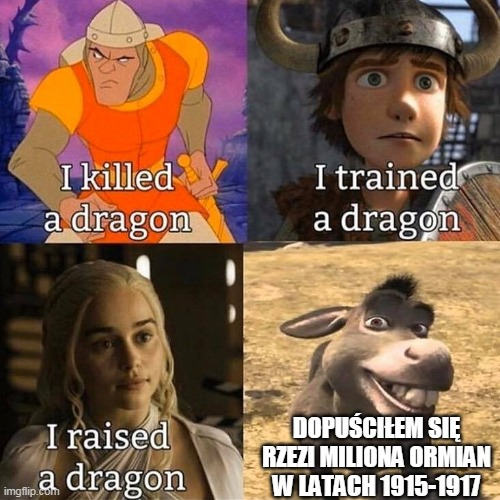 I killed
a dragon
I trained
a dragon
I raised
a dragon
DOPUŚCIŁEM SIĘ
RZEZI MILIONA ORMIAN
W LATACH 1915-1917
imgflip.com